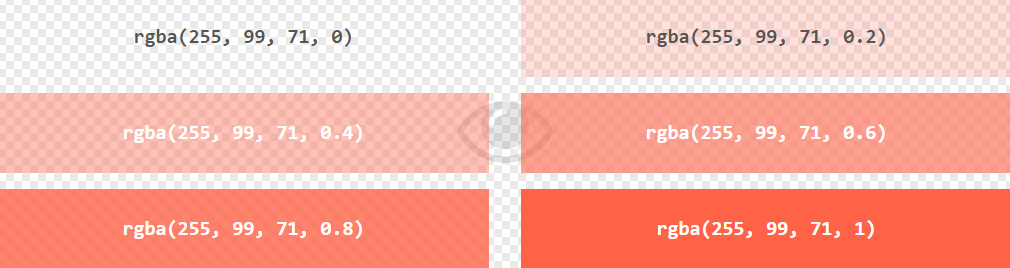 rgba(255, 99, 71, 0)
rgba(255, 99, 71, 0.2)
rgba(255, 99, 71, 0.4)
rgba(255, 99, 71, 0.6)
rgba(255, 99, 71, 0.8)
rgba(255, 99, 71, 1)